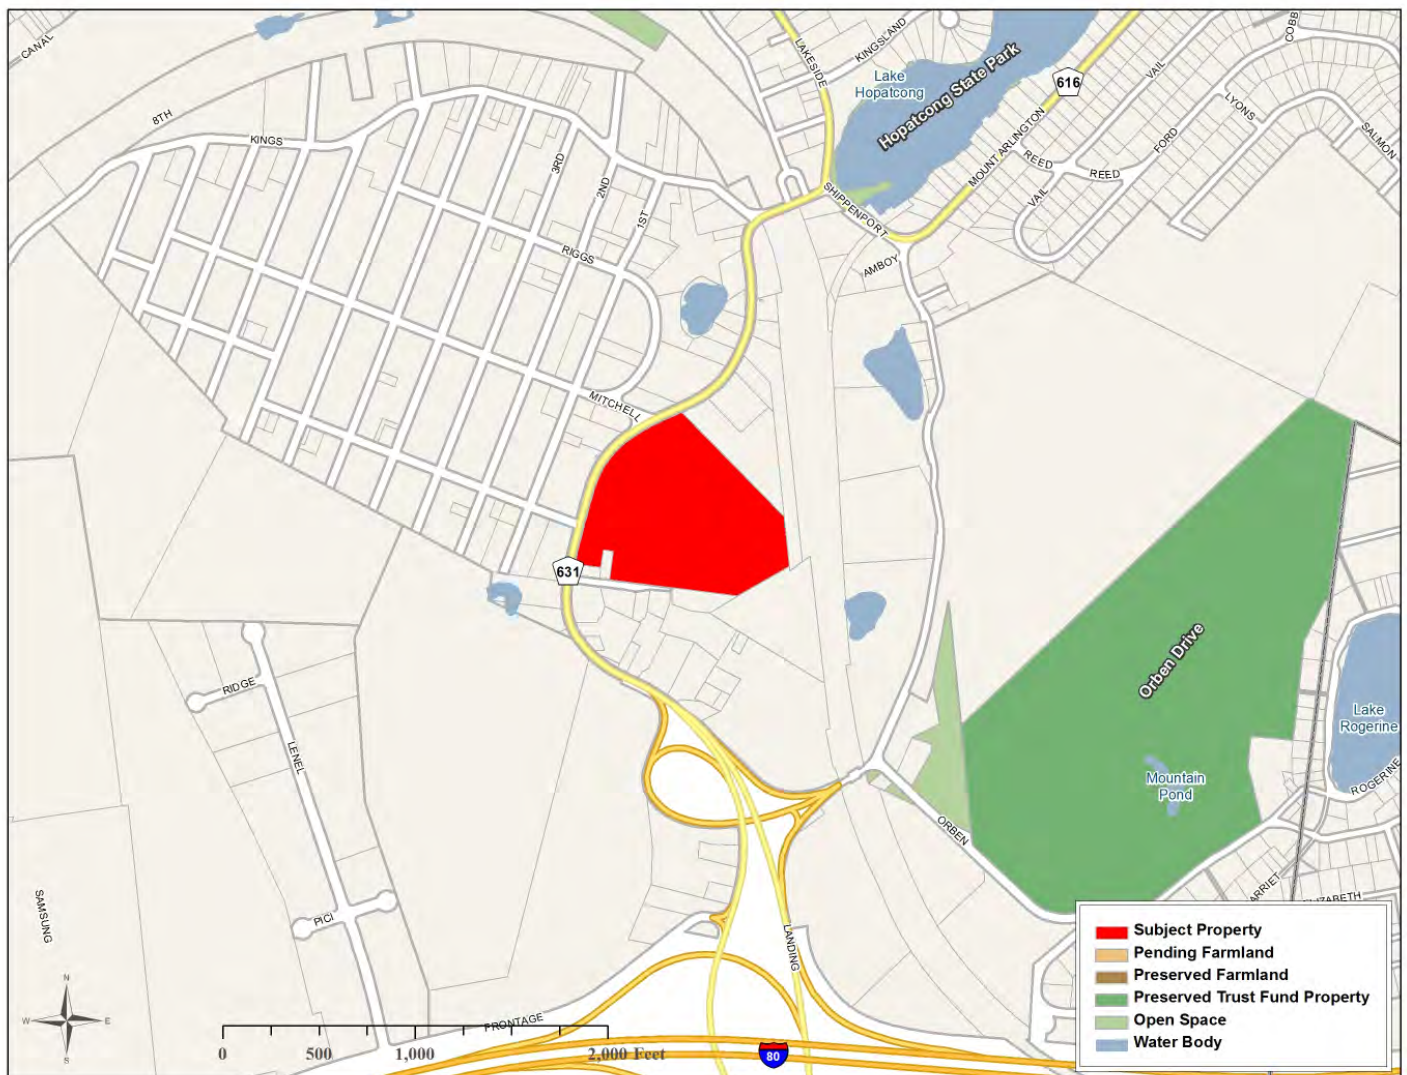 CANAL
LAKESIDE
KINGSLAND
COBB
Lake
Hopatcong
Hopatcong State Park
616
VAIL
LYONS
SALMON
8TH
KINGS
3RD
2ND
1ST
MOUNT ARLINGTON
REED
FORD
REED
VAIL
SHIPPENPORT
AMBOY
RIGGS
MITCHELL
631
Orben Drive
RIDGE
LENEL
Lake
Rogerine
Mountain
Pond
ROGERINE
ORBEN
SAMSUNG
PICI
LANDING
ARRIET
ELIZABETH
N
W
E
S
FRONTAGE
0 500 1,000 2,000 Feet
80
Subject Property
Pending Farmland
Preserved Farmland
Preserved Trust Fund Property
Open Space
Water Body